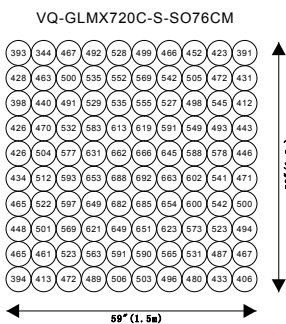 VQ-GLMX720C-S-SO76CM
393 344 467 492 528 499 466 452 423 391
428 463 500 535 552 569 542 505 472 431
398 440 491 529 535 555 527 498 545 412
426 470 532 583 613 619 591 549 493 443
426 504 577 631 662 666 645 588 578 446
434 512 593 653 688 692 663 602 541 471
465 522 597 649 682 685 654 600 542 500
448 501 569 621 649 651 623 573 523 494
465 461 523 563 591 590 565 531 487 467
394 413 472 489 506 503 496 480 433 406
59″(1.5m)